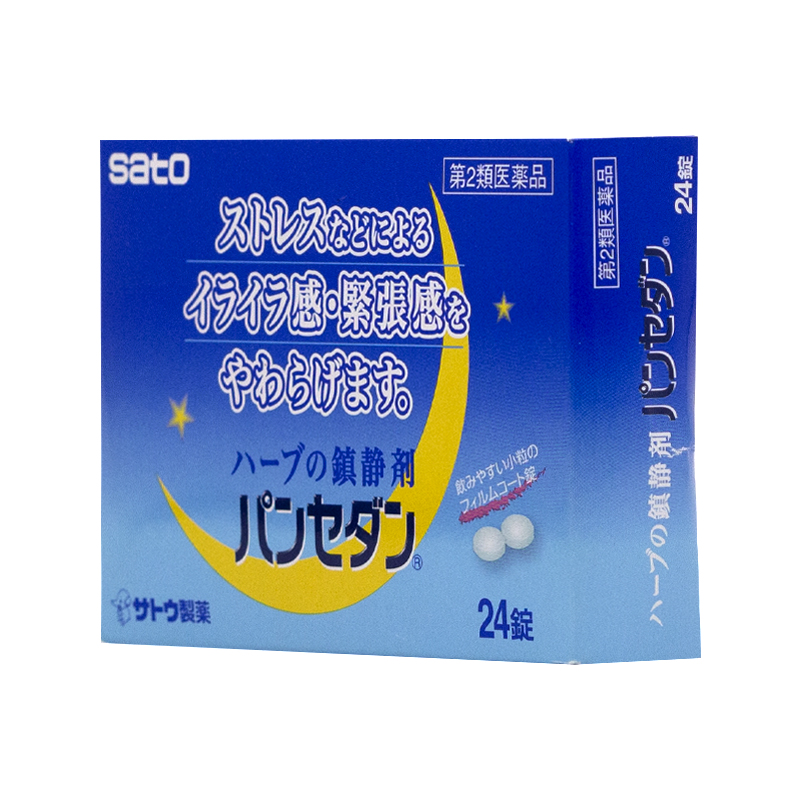 sato
第2類医薬品
ストレスなどによる
イライラ感・緊張感を
やわらげます。
ハーブの鎮静剤
パンセダン®
飲みやすい小粒の
フィルムコート錠
サトウ製薬
24錠
第2類医薬品
24錠
ハーブの鎮静剤 パンセダン®